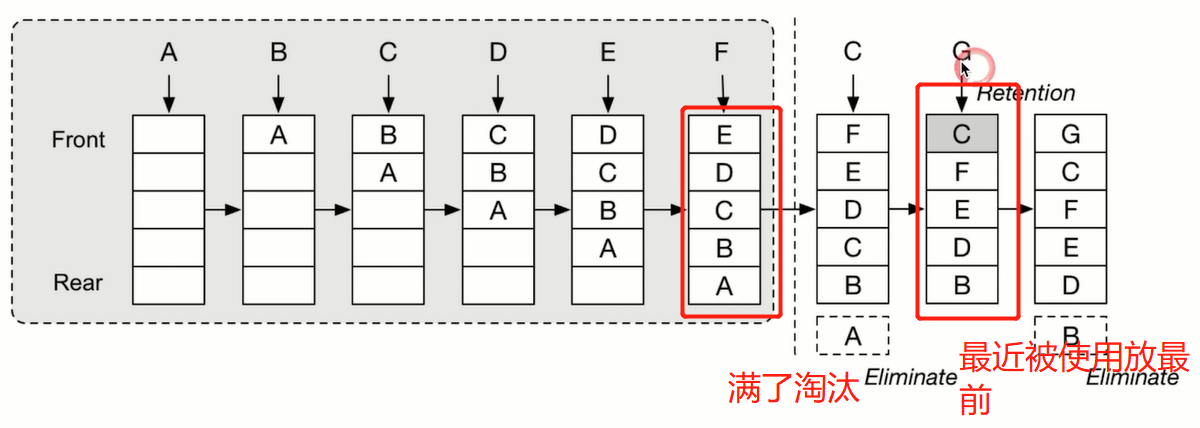 A B C D E F C G
Retention
Front A B C D E F C G
A B C D E F C
Rear A B C D E F
A B C D E
A B B D
A B
满了淘汰 Eliminate 最近被使用放最 Eliminate
前